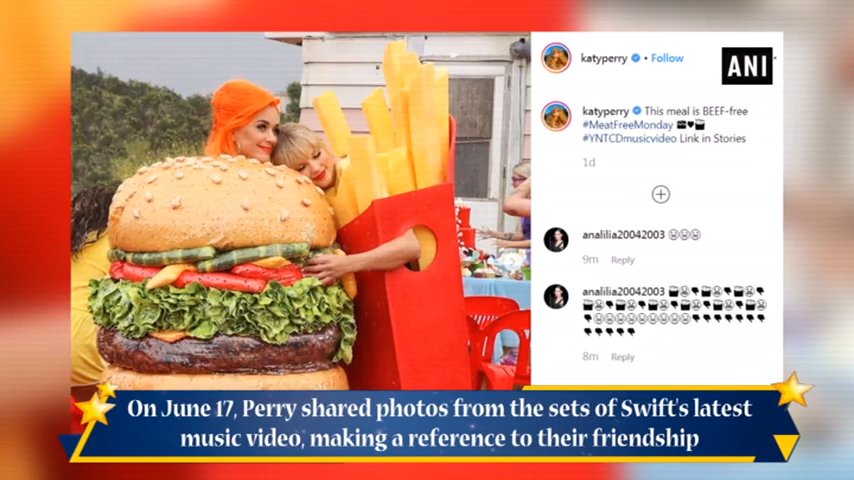 katyperry • Follow
ANI
katyperry This meal is BEEF-free
#MeatFreeMonday
#YNTCDmusicvideo Link in Stories
1d
analilia20042003
9m Reply
analilia20042003
8m Reply
On June 17, Perry shared photos from the sets of Swift's latest
music video, making a reference to their friendship